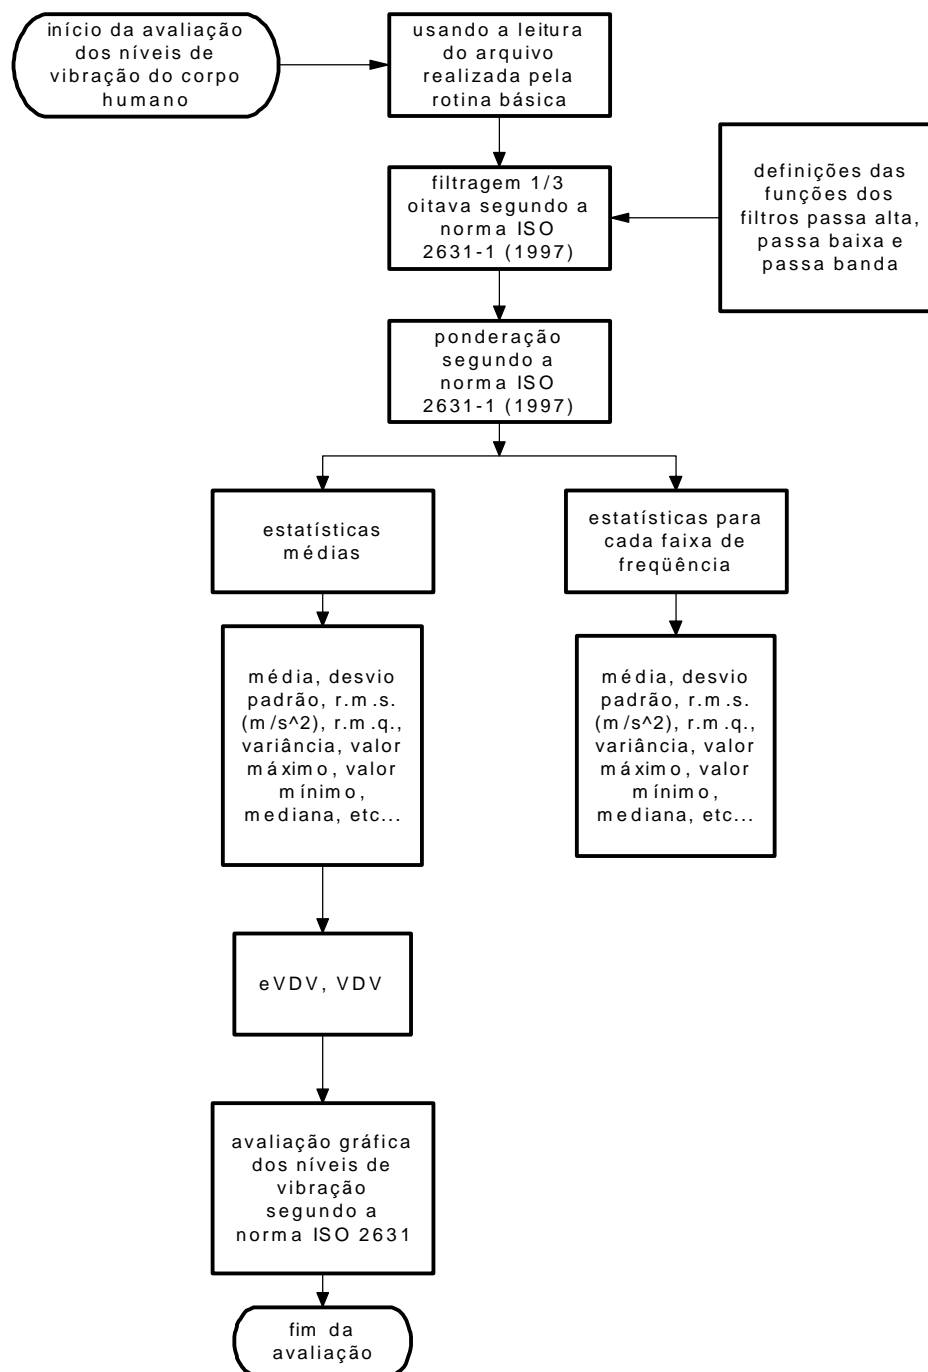 início da avaliação
dos níveis de
vibração do corpo
humano
usando a leitura
do arquivo
realizada pela
rotina básica
filtragem 1/3
oitava segundo a
norma ISO
2631-1 (1997)
definições das
funções dos
filtros passa alta,
passa baixa e
passa banda
ponderação
segundo a
norma ISO
2631-1 (1997)
estatísticas
médias
estatísticas para
cada faixa de
freqüência
média, desvio
padrão, r.m.s.
(m/s^2), r.m.q.,
variância, valor
máximo, valor
mínimo,
mediana, etc...
média, desvio
padrão, r.m.s.
(m/s^2), r.m.q.,
variância, valor
máximo, valor
mínimo,
mediana, etc...
eVDV, VDV
avaliação gráfica
dos níveis de
vibração
segundo a
norma ISO 2631
fim da
avaliação